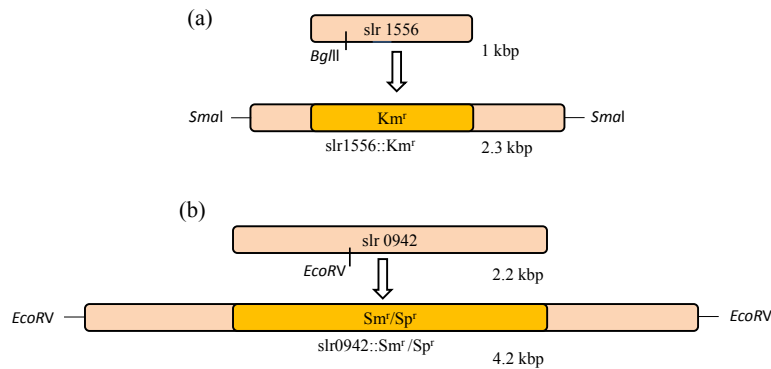 (a)
slr 1556
BglII
1 kbp
SmaI
Kmʳ
SmaI
slr1556::Kmʳ
2.3 kbp
(b)
slr 0942
EcoRV
2.2 kbp
EcoRV
Smʳ/Spʳ
EcoRV
slr0942::Smʳ/Spʳ
4.2 kbp